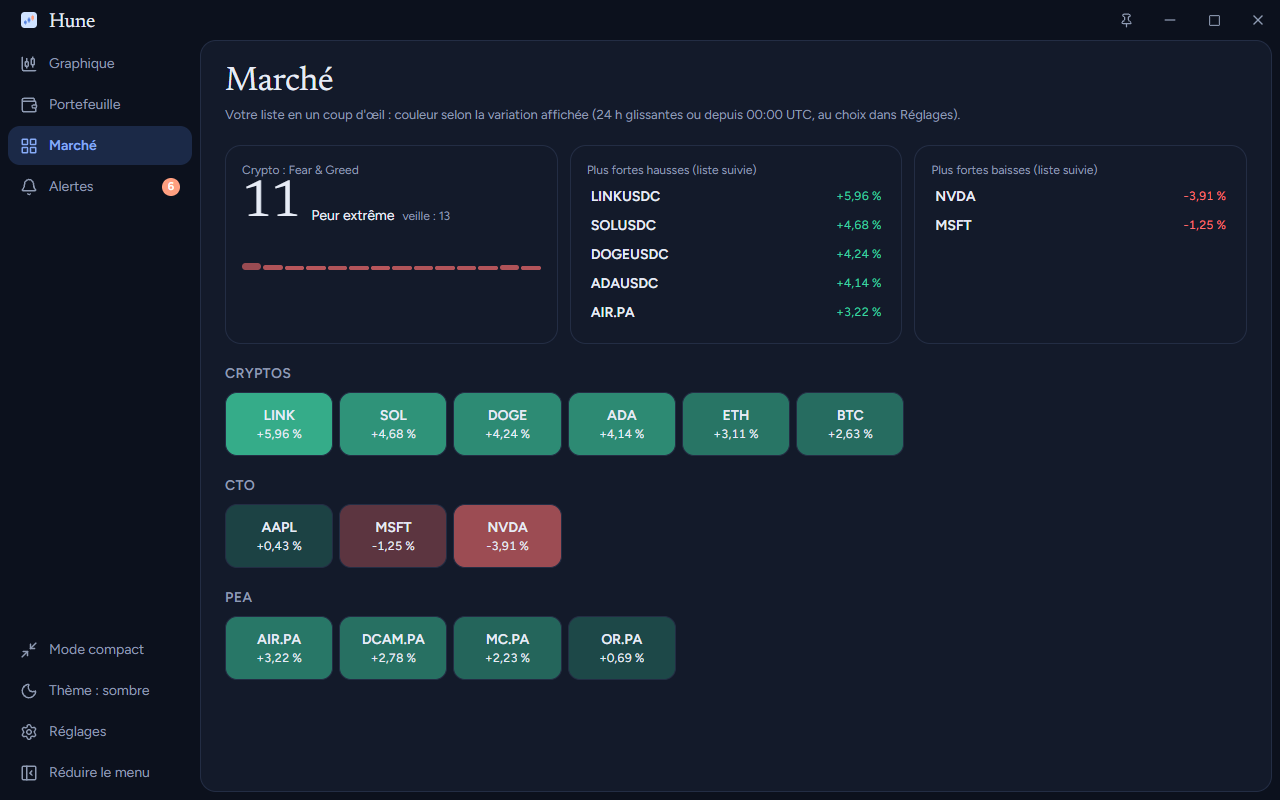 Hune
Graphique
Portefeuille
Marché
Alertes
6
Mode compact
Thème : sombre
Réglages
Réduire le menu
Marché
Votre liste en un coup d'œil : couleur selon la variation affichée (24 h glissantes ou depuis 00:00 UTC, au choix dans Réglages).
Crypto : Fear & Greed
11 Peur extrême veille : 13
Plus fortes hausses (liste suivie)
LINKUSDC +5,96 %
SOLUSDC +4,68 %
DOGEUSDC +4,24 %
ADAUSDC +4,14 %
AIR.PA +3,22 %
Plus fortes baisses (liste suivie)
NVDA -3,91 %
MSFT -1,25 %
CRYPTOS
LINK
+5,96 %
SOL
+4,68 %
DOGE
+4,24 %
ADA
+4,14 %
ETH
+3,11 %
BTC
+2,63 %
CTO
AAPL
+0,43 %
MSFT
-1,25 %
NVDA
-3,91 %
PEA
AIR.PA
+3,22 %
DCAM.PA
+2,78 %
MC.PA
+2,23 %
OR.PA
+0,69 %